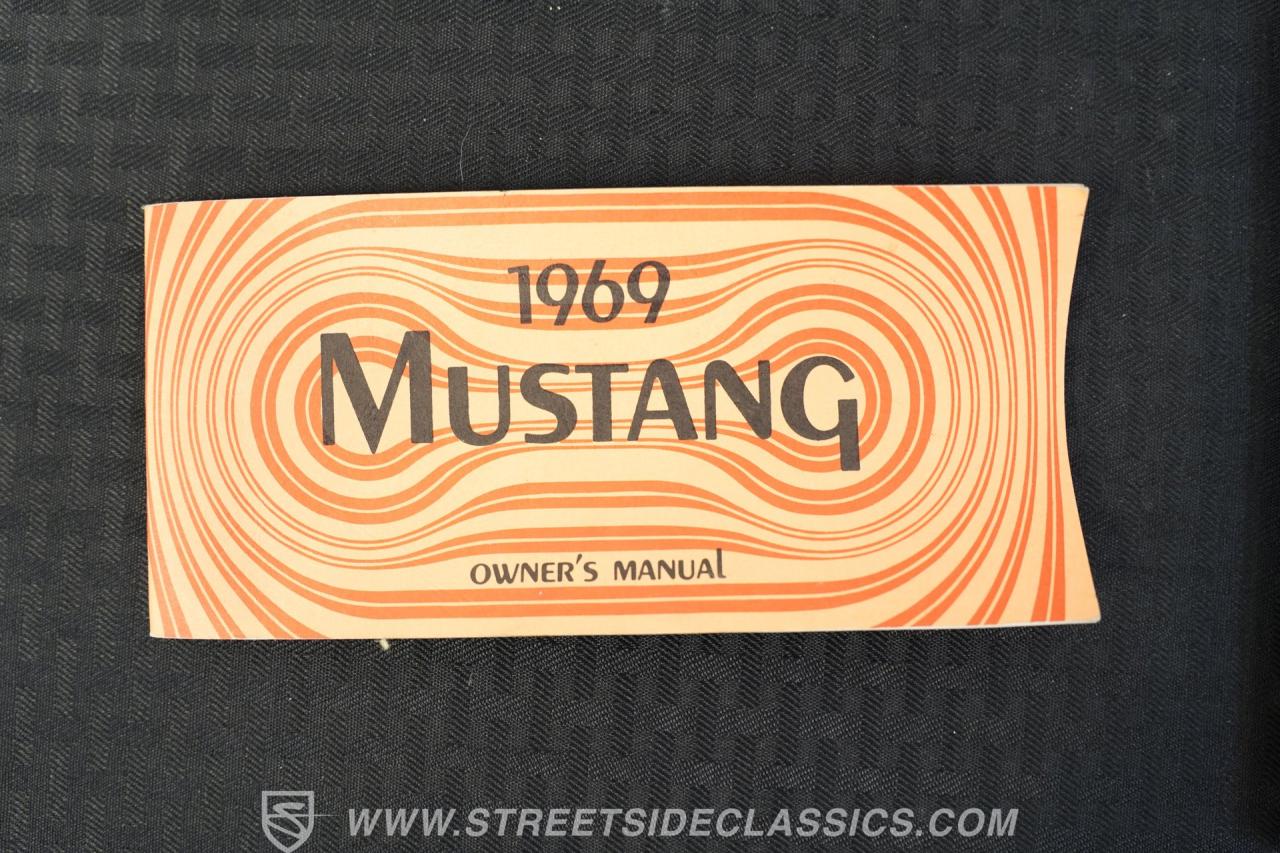 1969
MUSTANG
OWNER'S MANUAL
WWW.STREETSIDECLASSICS.COM